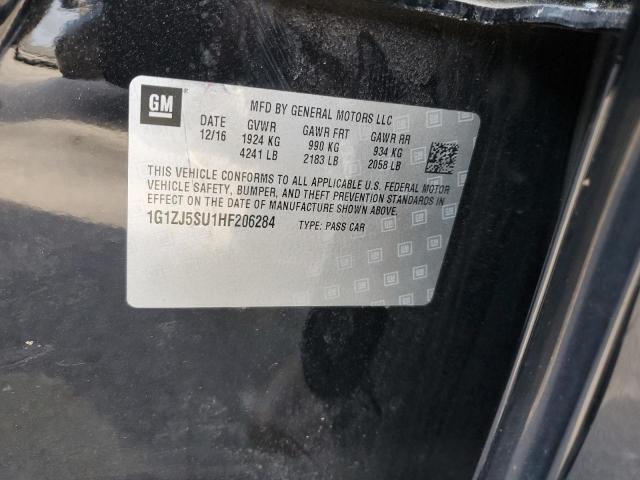 GM
MFD BY GENERAL MOTORS LLC
DATE GVWR GAWR FRT GAWR RR
12/16 1924 KG 990 KG 934 KG
4241 LB 2183 LB 2058 LB
THIS VEHICLE CONFORMS TO ALL APPLICABLE U.S. FEDERAL MOTOR
VEHICLE SAFETY, BUMPER, AND THEFT PREVENTION STANDARDS IN
EFFECT ON THE DATE OF MANUFACTURE SHOWN ABOVE.
1G1ZJ5SU1HF206284 TYPE: PASS CAR